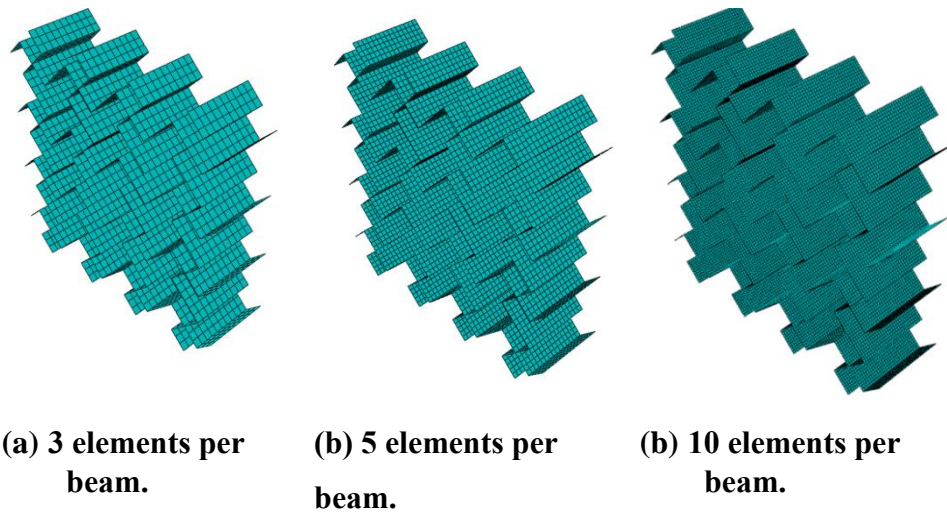 (a) 3 elements per
beam.
(b) 5 elements per
beam.
(b) 10 elements per
beam.